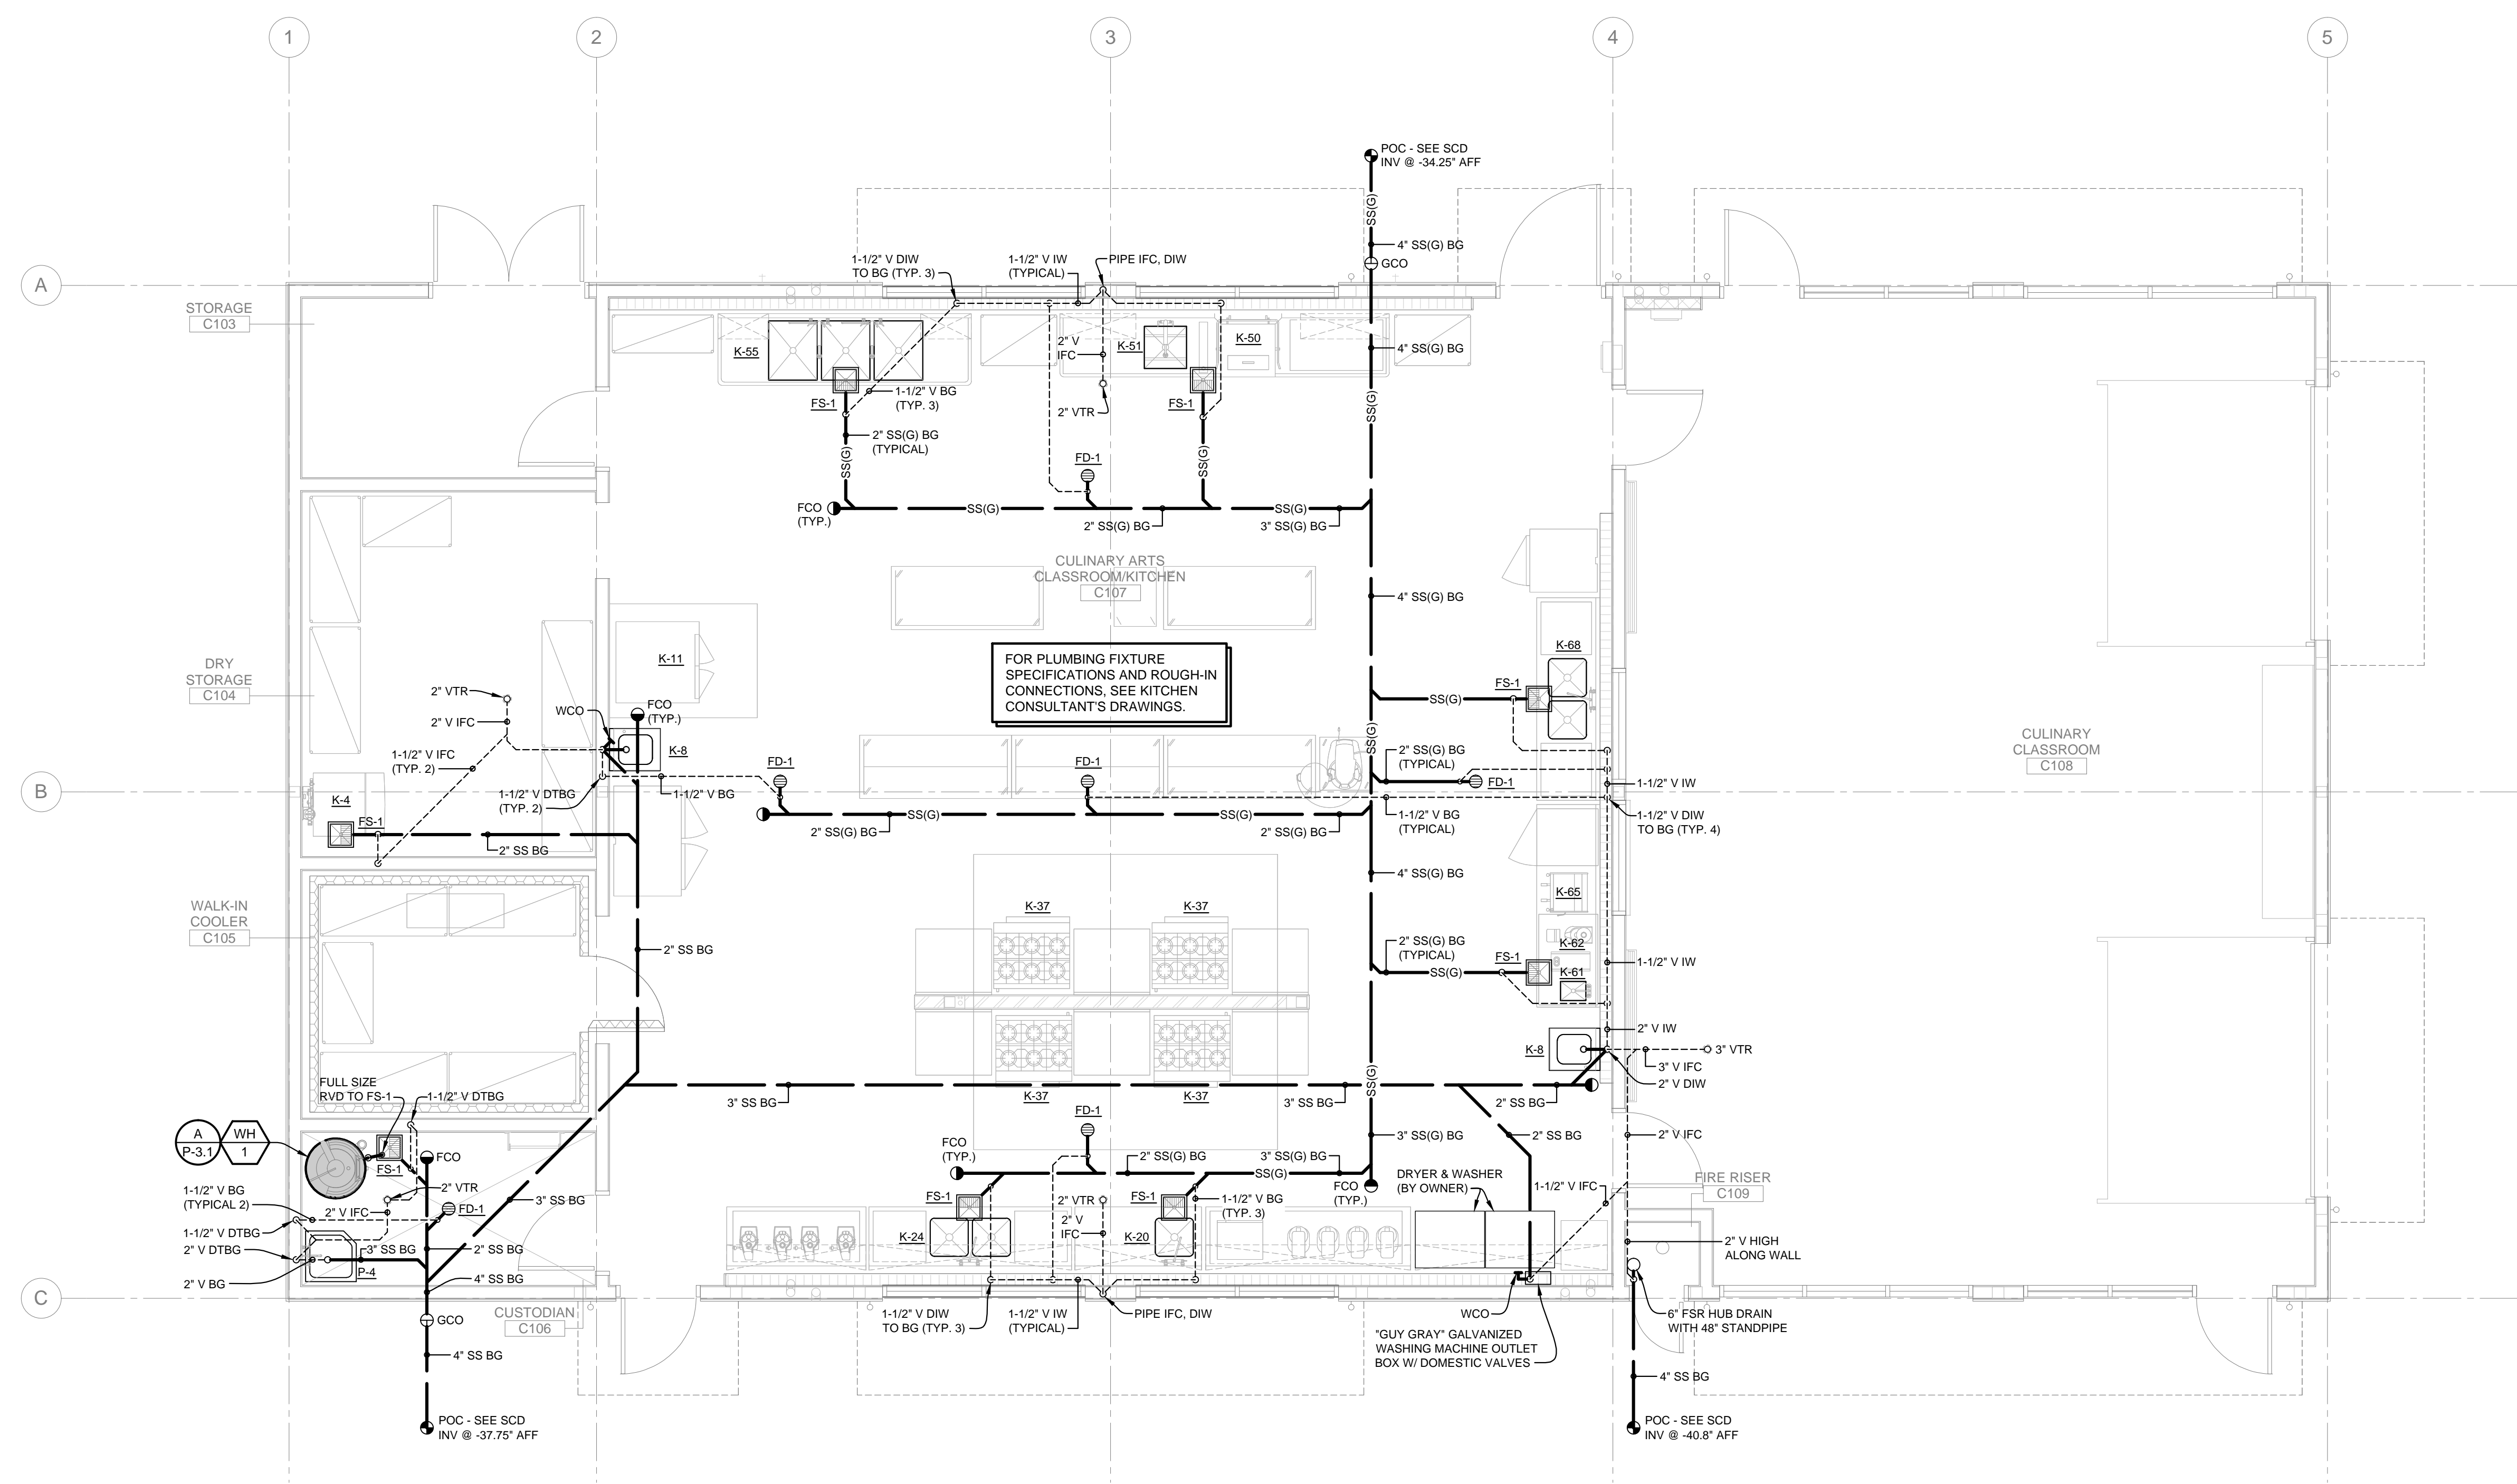 1
2
3
4
5
POC - SEE SCD
INV @ -34.25" AFF
SS(G)
4" SS(G) BG
GCO
1-1/2" V DIW
TO BG (TYP. 3)
1-1/2" V IW
(TYPICAL)
PIPE IFC, DIW
A
STORAGE
C103
K-55
2" V
IFC
K-51
K-50
4" SS(G) BG
FS-1
1-1/2" V BG
(TYP. 3)
2" VTR
FS-1
SS(G)
2" SS(G) BG
(TYPICAL)
SS(G)
SS(G)
FD-1
FCO
(TYP.)
SS(G)
2" SS(G) BG
SS(G)
3" SS(G) BG
CULINARY ARTS
CLASSROOM/KITCHEN
C107
4" SS(G) BG
FOR PLUMBING FIXTURE
SPECIFICATIONS AND ROUGH-IN
CONNECTIONS, SEE KITCHEN
CONSULTANT'S DRAWINGS.
K-11
K-68
DRY
STORAGE
C104
2" VTR
2" V IFC
WCO
FCO
(TYP.)
K-8
1-1/2" V IFC
(TYP. 2)
FS-1
SS(G)
SS(G)
CULINARY
CLASSROOM
C108
FD-1
FD-1
2" SS(G) BG
(TYPICAL)
FD-1
1-1/2" V IW
B
K-4
FS-1
1-1/2" V DTBG
(TYP. 2)
1-1/2" V BG
2" SS BG
2" SS(G) BG
SS(G)
SS(G)
2" SS(G) BG
1-1/2" V BG
(TYPICAL)
1-1/2" V DIW
TO BG (TYP. 4)
4" SS(G) BG
K-65
WALK-IN
COOLER
C105
K-37
K-37
2" SS BG
2" SS(G) BG
(TYPICAL)
SS(G)
FS-1
K-62
K-61
1-1/2" V IW
2" V IW
K-8
3" VTR
3" V IFC
2" V DIW
SS(G)
FULL SIZE
RVD TO FS-1
1-1/2" V DTBG
3" SS BG
K-37
K-37
3" SS BG
2" SS BG
FD-1
A
P-3.1
WH
1
FS-1
FCO
FCO
(TYP.)
2" SS(G) BG
3" SS(G) BG
SS(G)
3" SS(G) BG
2" SS BG
2" V IFC
1-1/2" V BG
(TYPICAL 2)
2" VTR
2" V IFC
FD-1
3" SS BG
FS-1
2" VTR
FS-1
1-1/2" V BG
(TYP. 3)
FCO
(TYP.)
DRYER & WASHER
(BY OWNER)
1-1/2" V IFC
FIRE RISER
C109
1-1/2" V DTBG
2" V DTBG
2" V BG
3" SS BG
P-4
2" SS BG
4" SS BG
K-24
2" V
IFC
K-20
2" V HIGH
ALONG WALL
C
GCO
CUSTODIAN
C106
1-1/2" V DIW
TO BG (TYP. 3)
1-1/2" V IW
(TYPICAL)
PIPE IFC, DIW
WCO
6" FSR HUB DRAIN
WITH 48" STANDPIPE
"GUY GRAY" GALVANIZED
WASHING MACHINE OUTLET
BOX W/ DOMESTIC VALVES
4" SS BG
4" SS BG
POC - SEE SCD
INV @ -37.75" AFF
POC - SEE SCD
INV @ -40.8" AFF